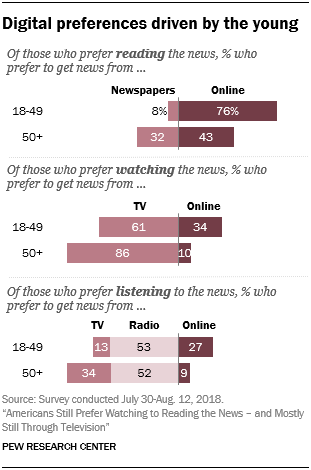 Digital preferences driven by the young
Of those who prefer reading the news, % who
prefer to get news from ...
Newspapers Online
18-49 8% 76%
50+ 32 43
Of those who prefer watching the news, % who
prefer to get news from ...
TV Online
18-49 61 34
50+ 86 10
Of those who prefer listening to the news, % who
prefer to get news from ...
TV Radio Online
18-49 13 53 27
50+ 34 52 9
Source: Survey conducted July 30-Aug. 12, 2018.
“Americans Still Prefer Watching to Reading the News – and Mostly
Still Through Television”
PEW RESEARCH CENTER